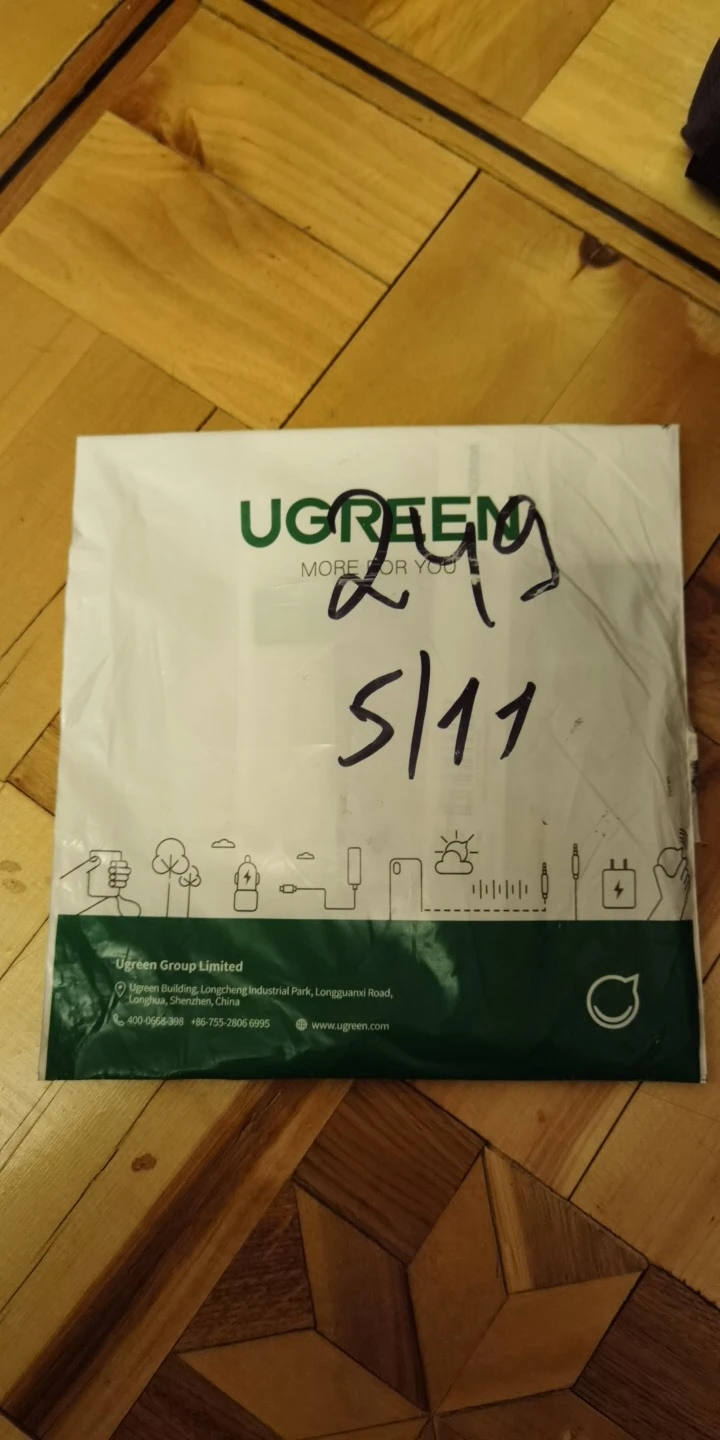 UGREEN
MORE FOR YOU
249
5/11
Ugreen Group Limited
Ugreen Building, Longcheng Industrial Park, Longguanxi Road,
Longhua, Shenzhen, China
400-0668-398 +86-755-2806 6995 www.ugreen.com